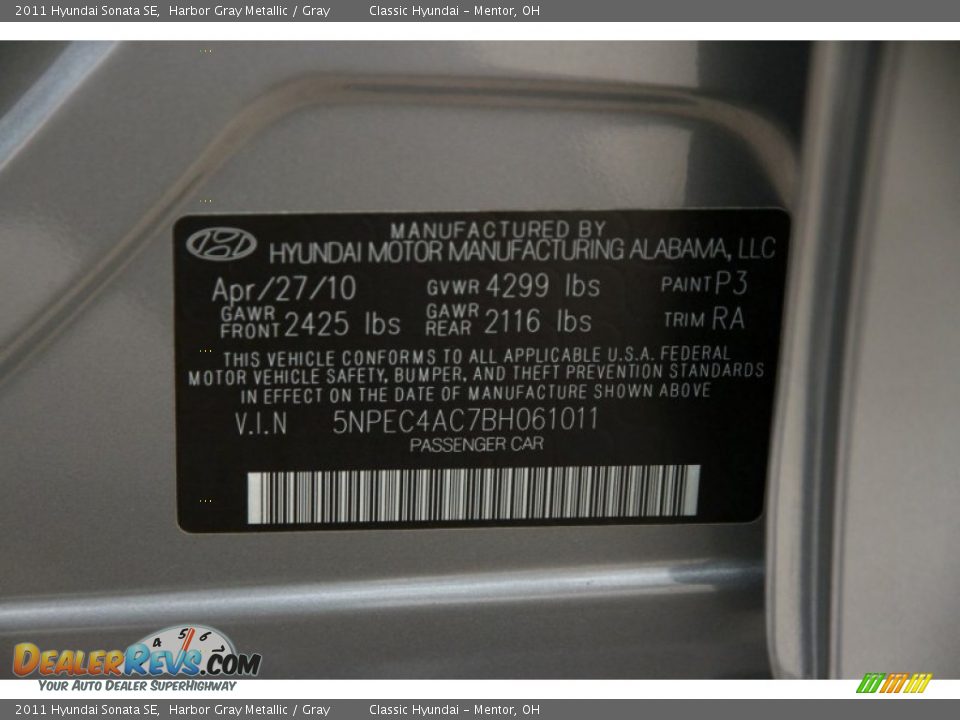 2011 Hyundai Sonata SE, Harbor Gray Metallic / Gray Classic Hyundai - Mentor, OH
MANUFACTURED BY
HYUNDAI MOTOR MANUFACTURING ALABAMA, LLC
Apr/27/10 GVWR 4299 lbs PAINT P3
GAWR FRONT 2425 lbs GAWR REAR 2116 lbs TRIM RA
THIS VEHICLE CONFORMS TO ALL APPLICABLE U.S.A. FEDERAL
MOTOR VEHICLE SAFETY, BUMPER, AND THEFT PREVENTION STANDARDS
IN EFFECT ON THE DATE OF MANUFACTURE SHOWN ABOVE
V.I.N 5NPEC4AC7BH061011
PASSENGER CAR
4 5 6 7
DEALERREVS.COM
YOUR AUTO DEALER SUPERHIGHWAY
2011 Hyundai Sonata SE, Harbor Gray Metallic / Gray Classic Hyundai - Mentor, OH